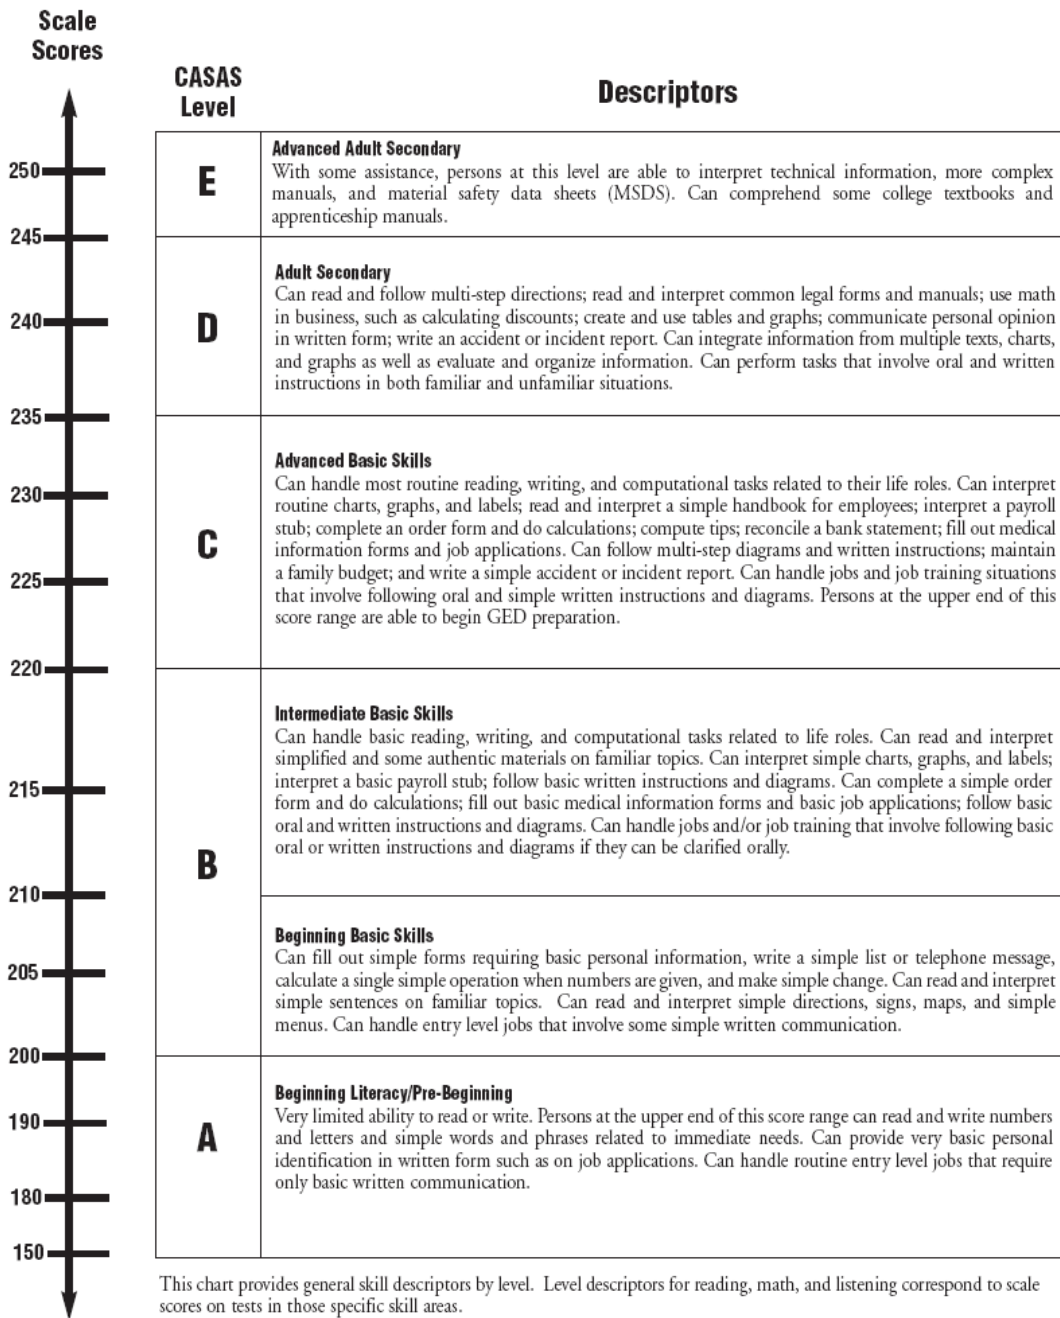 Scale
Scores
CASAS
Level
Descriptors
250
245
240
235
230
225
220
215
210
205
200
190
180
150
E
Advanced Adult Secondary
With some assistance, persons at this level are able to interpret technical information, more complex
manuals, and material safety data sheets (MSDS). Can comprehend some college textbooks and
apprenticeship manuals.
D
Adult Secondary
Can read and follow multi-step directions; read and interpret common legal forms and manuals; use math
in business, such as calculating discounts; create and use tables and graphs; communicate personal opinion
in written form; write an accident or incident report. Can integrate information from multiple texts, charts,
and graphs as well as evaluate and organize information. Can perform tasks that involve oral and written
instructions in both familiar and unfamiliar situations.
C
Advanced Basic Skills
Can handle most routine reading, writing, and computational tasks related to their life roles. Can interpret
routine charts, graphs, and labels; read and interpret a simple handbook for employees; interpret a payroll
stub; complete an order form and do calculations; compute tips; reconcile a bank statement; fill out medical
information forms and job applications. Can follow multi-step diagrams and written instructions; maintain
a family budget; and write a simple accident or incident report. Can handle jobs and job training situations
that involve following oral and simple written instructions and diagrams. Persons at the upper end of this
score range are able to begin GED preparation.
B
Intermediate Basic Skills
Can handle basic reading, writing, and computational tasks related to life roles. Can read and interpret
simplified and some authentic materials on familiar topics. Can interpret simple charts, graphs, and labels;
interpret a basic payroll stub; follow basic written instructions and diagrams. Can complete a simple order
form and do calculations; fill out basic medical information forms and basic job applications; follow basic
oral and written instructions and diagrams. Can handle jobs and/or job training that involve following basic
oral or written instructions and diagrams if they can be clarified orally.
Beginning Basic Skills
Can fill out simple forms requiring basic personal information, write a simple list or telephone message,
calculate a single simple operation when numbers are given, and make simple change. Can read and interpret
simple sentences on familiar topics. Can read and interpret simple directions, signs, maps, and simple
menus. Can handle entry level jobs that involve some simple written communication.
A
Beginning Literacy/Pre-Beginning
Very limited ability to read or write. Persons at the upper end of this score range can read and write numbers
and letters and simple words and phrases related to immediate needs. Can provide very basic personal
identification in written form such as on job applications. Can handle routine entry level jobs that require
only basic written communication.
This chart provides general skill descriptors by level. Level descriptors for reading, math, and listening correspond to scale
scores on tests in those specific skill areas.